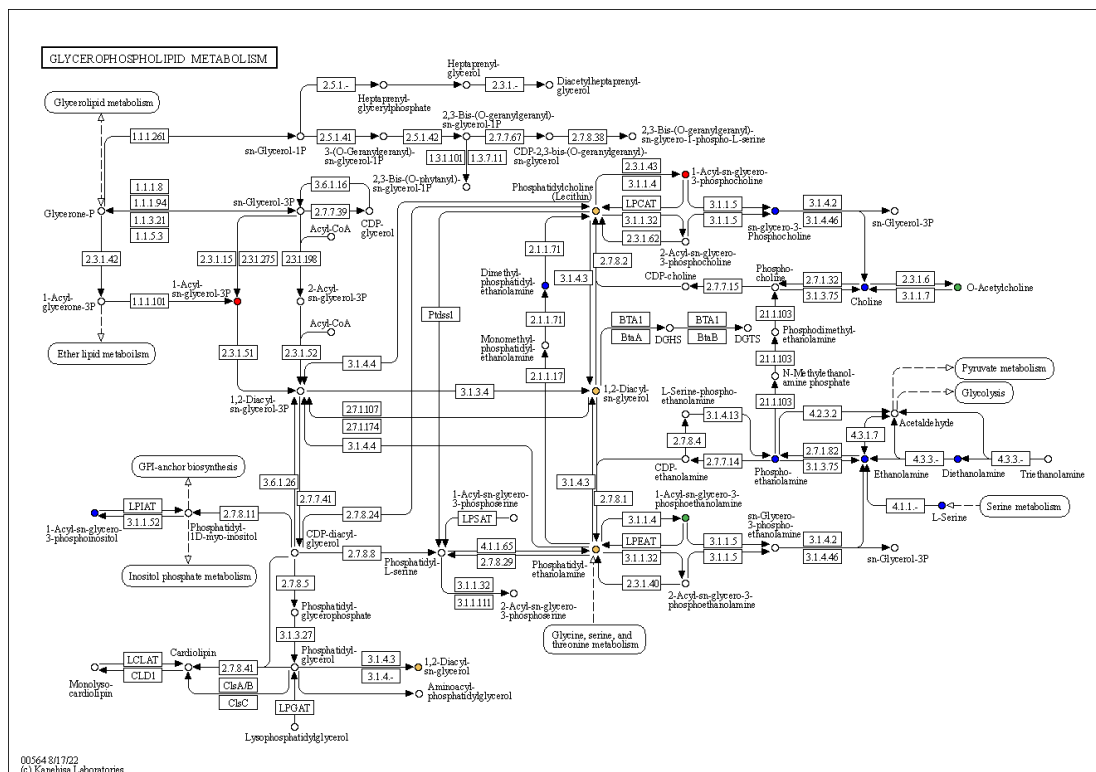 GLYCEROPHOSPHOLIPID METABOLISM
Glycerolipid metabolism
2.5.1.-
Heptaprenyl-
glycerylphosphate
Heptaprenyl-
glycerol
2.3.1.-
Diacetylheptaprenyl-
glycerol
1.1.1.261
sn-Glycerol-1P
2.5.1.41
3-(O-Geranylgeranyl)-
sn-glycerol-1P
2.5.1.42
2,3-Bis-(O-geranylgeranyl)-
sn-glycerol-1P
2.7.7.67
CDP-2,3-bis-(O-geranylgeranyl)-
sn-glycerol
2.7.8.38
2,3-Bis-(O-geranylgeranyl)-
sn-glycero-1-phospho-L-serine
1.3.1.101
1.3.7.11
2,3-Bis-(O-phytanyl)-
sn-glycerol-1P
Glycerone-P
1.1.1.8
1.1.1.94
1.1.3.21
1.1.5.3
sn-Glycerol-3P
3.6.1.16
2.7.7.39
CDP-
glycerol
Acyl-CoA
2.3.1.42
2.3.1.15
2.3.1.275
2.3.1.198
1-Acyl-
glycerone-3P
1.1.1.101
1-Acyl-
sn-glycerol-3P
2-Acyl-
sn-glycerol-3P
Acyl-CoA
Ether lipid metabolism
2.3.1.51
2.3.1.52
3.1.4.4
1,2-Diacyl-
sn-glycerol-3P
3.1.3.4
2.7.1.107
2.7.1.174
3.1.4.4
Ptdss1
Phosphatidylcholine
(Lecithin)
2.3.1.43
3.1.1.4
LPCAT
3.1.1.32
2.3.1.62
1-Acyl-sn-glycero-
3-phosphocholine
2-Acyl-sn-glycero-
3-phosphocholine
3.1.1.5
3.1.1.5
sn-glycero-3-
Phosphocholine
3.1.4.2
3.1.4.46
sn-Glycerol-3P
2.1.1.71
Dimethyl-
phosphatidyl-
ethanolamine
2.1.1.71
Monomethyl-
phosphatidyl-
ethanolamine
2.1.1.17
3.1.4.3
2.7.8.2
CDP-choline
2.7.7.15
Phospho-
choline
2.7.1.32
3.1.3.75
Choline
2.3.1.6
3.1.1.7
O-Acetylcholine
BTA1
BtaA
DGHS
BTA1
BtaB
DGTS
2.1.1.103
Phosphodimethyl-
ethanolamine
2.1.1.103
N-Methylethanol-
amine phosphate
2.1.1.103
1,2-Diacyl-
sn-glycerol
L-Serine-phospho-
ethanolamine
3.1.4.13
2.7.8.4
CDP-
ethanolamine
2.7.7.14
Phospho-
ethanolamine
4.2.3.2
2.7.1.82
3.1.3.75
4.3.1.7
Acetaldehyde
Pyruvate metabolism
Glycolysis
Ethanolamine
4.3.3.-
Diethanolamine
4.3.3.-
Triethanolamine
4.1.1.-
L-Serine
Serine metabolism
GPI-anchor biosynthesis
LPIAT
3.1.1.52
1-Acyl-sn-glycero-
3-phosphoinositol
Phosphatidyl-
1D-myo-inositol
2.7.8.11
Inositol phosphate metabolism
3.6.1.26
2.7.7.41
2.7.8.24
CDP-diacyl-
glycerol
2.7.8.8
Phosphatidyl-
L-serine
1-Acyl-sn-glycero-
3-phosphoserine
LPSAT
4.1.1.65
2.7.8.29
Phosphatidyl-
ethanolamine
3.1.1.32
3.1.1.111
2-Acyl-sn-glycero-
3-phosphoserine
3.1.4.3
2.7.8.1
1-Acyl-sn-glycero-3-
phosphoethanolamine
3.1.1.4
LPEAT
3.1.1.32
2.3.1.40
2-Acyl-sn-glycero-3-
phosphoethanolamine
3.1.1.5
3.1.1.5
sn-Glycero-
3-phospho-
ethanolamine
3.1.4.2
3.1.4.46
sn-Glycerol-3P
Glycine, serine, and
threonine metabolism
2.7.8.5
Phosphatidyl-
glycerophosphate
3.1.3.27
Phosphatidyl-
glycerol
3.1.4.3
3.1.4.-
1,2-Diacyl-
sn-glycerol
Aminoacyl-
phosphatidylglycerol
LPGAT
Lysophosphatidylglycerol
Cardiolipin
2.7.8.41
ClsA/B
ClsC
LCLAT
CLD1
Monolyso-
cardiolipin
00564 8/17/22
(c) Kanehisa Laboratories